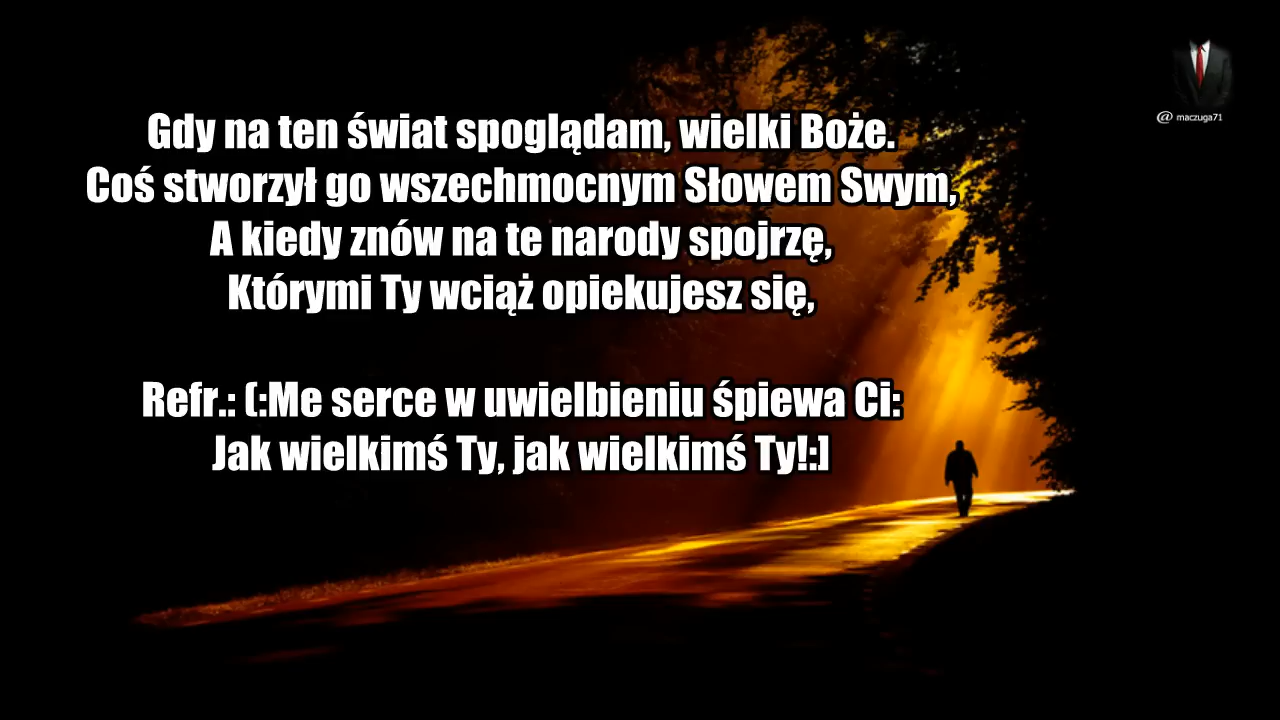 Gdy na ten świat spoglądam, wielki Boże.
Coś stworzył go wszechmocnym Słowem Swym,
A kiedy znów na te narody spojrzę,
Którymi Ty wciąż opiekujesz się,
Refr.: (:Me serce w uwielbieniu śpiewa Ci:
Jak wielkimś Ty, jak wielkimś Ty!:]
@ maczuga71